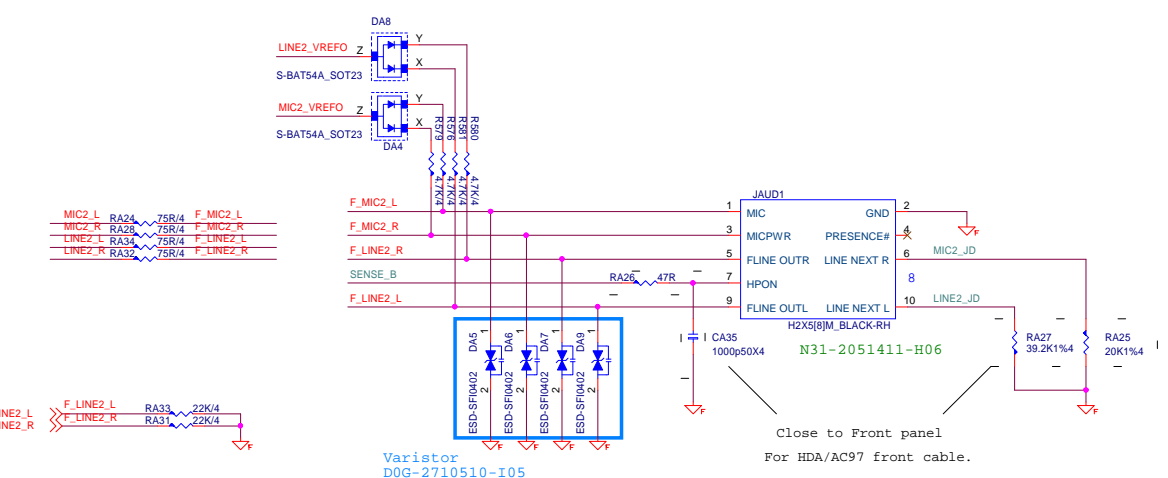 DA8
LINE2_VREFO Z Y
X
S-BAT54A_SOT23
MIC2_VREFO Z Y
X
S-BAT54A_SOT23
DA4
R579 R576 R581 R580
4.7K/4 4.7K/4 4.7K/4 4.7K/4
MIC2_L RA24 75R/4 F_MIC2_L
MIC2_R RA28 75R/4 F_MIC2_R
LINE2_L RA34 75R/4 F_LINE2_L
LINE2_R RA32 75R/4 F_LINE2_R
JAUD1
F_MIC2_L 1 MIC GND 2
F
F_MIC2_R 3 MICPWR PRESENCE# 4
F_LINE2_R 5 FLINE OUTR LINE NEXT R 6 MIC2_JD
SENSE_B RA26 47R 7 HPON 8
F_LINE2_L 9 FLINE OUTL LINE NEXT L 10 LINE2_JD
H2X5[8]M_BLACK-RH
N31-2051411-H06
CA35
1000p50X4
F
RA27
39.2K1%4
RA25
20K1%4
F
1 DA5 2 ESD-SFI0402 F
1 DA6 2 ESD-SFI0402 F
1 DA7 2 ESD-SFI0402 F
1 DA9 2 ESD-SFI0402 F
NE2_L F_LINE2_L RA33 22K/4
NE2_R F_LINE2_R RA31 22K/4
F
Varistor
D0G-2710510-I05
Close to Front panel
For HDA/AC97 front cable.